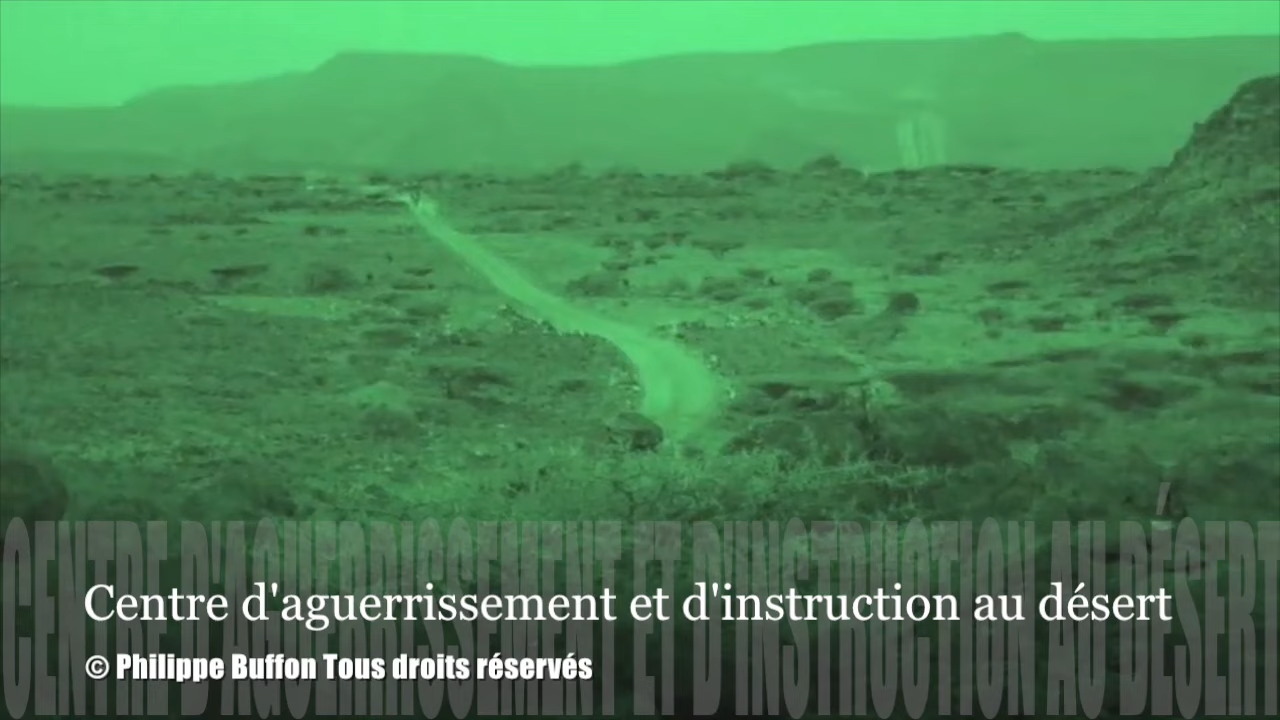 CENTRE D'AGUERRISSEMENT ET D'INSTRUCTION AU DÉSERT
Centre d'aguerrissement et d'instruction au désert
© Philippe Buffon Tous droits réservés